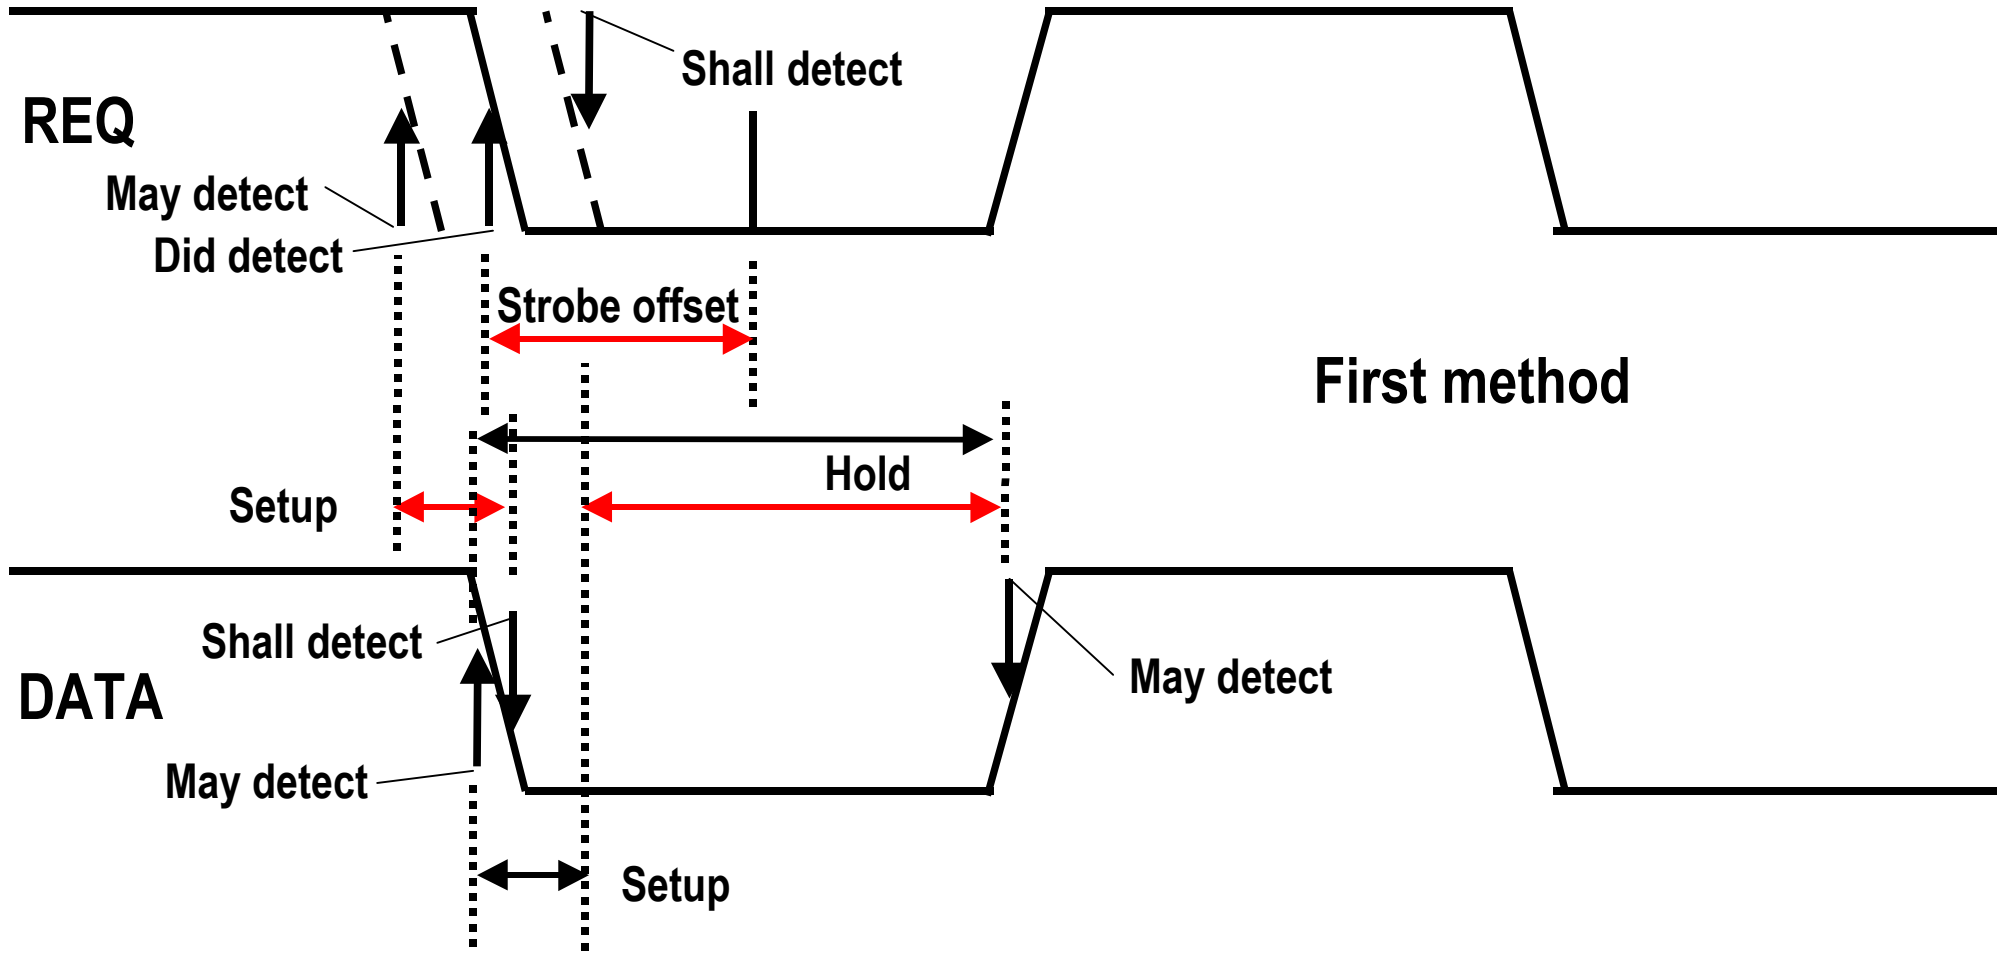 Shall detect
REQ
May detect
Did detect
Strobe offset
First method
Hold
Setup
Shall detect
May detect
DATA
May detect
Setup